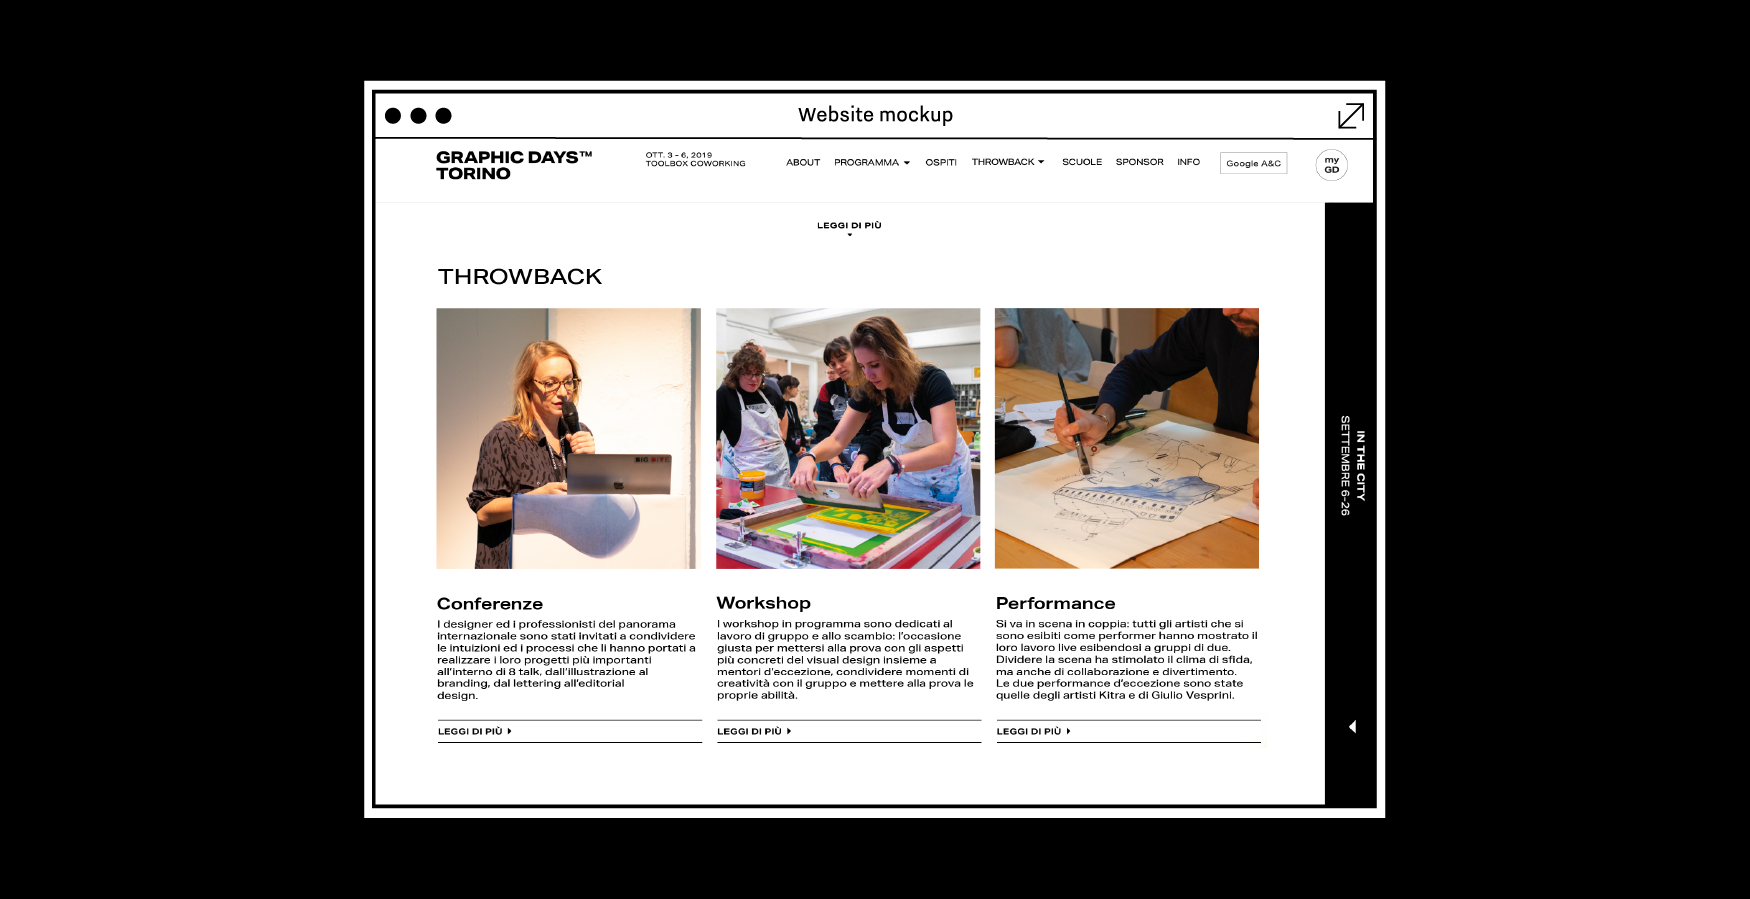 Website mockup
GRAPHIC DAYS™
TORINO
OTT. 3 - 6, 2019
TOOLBOX COWORKING
ABOUT PROGRAMMA OSPITI THROWBACK SCUOLE SPONSOR INFO
Google A&C
my
GD
LEGGI DI PIÙ
THROWBACK
BIG DIVE
Conferenze
I designer ed i professionisti del panorama
internazionale sono stati invitati a condividere
le intuizioni ed i processi che li hanno portati a
realizzare i loro progetti più importanti
all’interno di 8 talk, dall’illustrazione al
branding, dal lettering all’editorial
design.
LEGGI DI PIÙ
Workshop
I workshop in programma sono dedicati al
lavoro di gruppo e allo scambio: l’occasione
giusta per mettersi alla prova con gli aspetti
più concreti del visual design insieme a
mentori d’eccezione, condividere momenti di
creatività con il gruppo e mettere alla prova le
proprie abilità.
LEGGI DI PIÙ
Performance
Si va in scena in coppia: tutti gli artisti che si
sono esibiti come performer hanno mostrato il
loro lavoro live esibendosi a gruppi di due.
Dividere la scena ha stimolato il clima di sfida,
ma anche di collaborazione e divertimento.
Le due performance d’eccezione sono state
quelle degli artisti Kitra e di Giulio Vesprini.
LEGGI DI PIÙ
IN THE CITY
SETTEMBRE 6-26